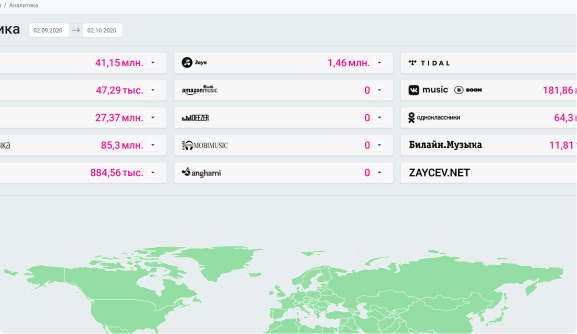 / Аналитика
ика 02.09.2020 → 02.10.2020
41,15 млн. Звук 1,46 млн. TIDAL
47,29 тыс. amazon music 0 music BOOM 181,86
27,37 млн. DEEZER 0 одноклассники 64,3
ка 85,3 млн. MOBIMUSIC 0 Билайн.Музыка 11,81
884,56 тыс. anghami 0 ZAYCEV.NET